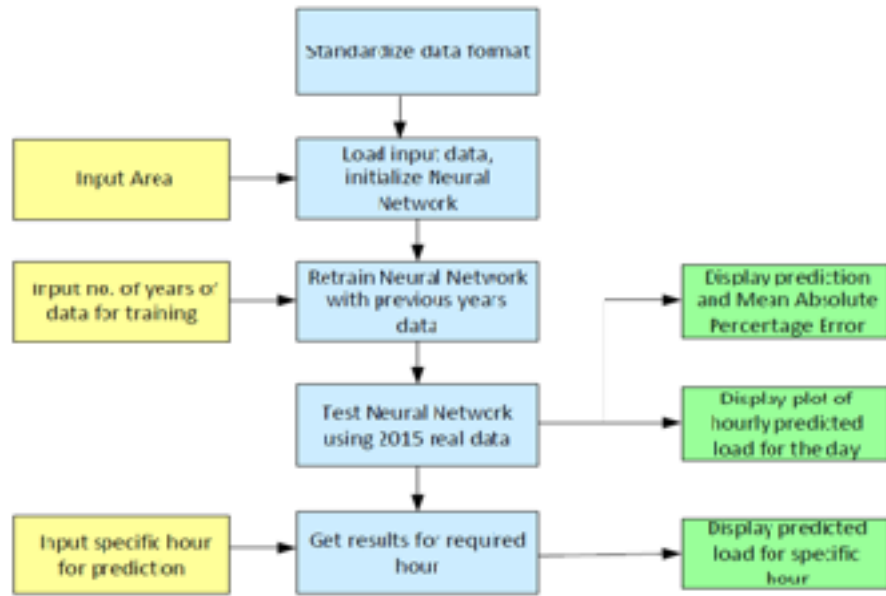 Standardize data format
Input Area
Load input data,
initialize Neural
Network
Input no. of years of
data for training
Retrain Neural Network
with previous years
data
Display prediction
and Mean Absolute
Percentage Error
Test Neural Network
using 2015 real data
Display plot of
hourly predicted
load for the day
Input specific hour
for prediction
Get results for required
hour
Display predicted
load for specific
hour